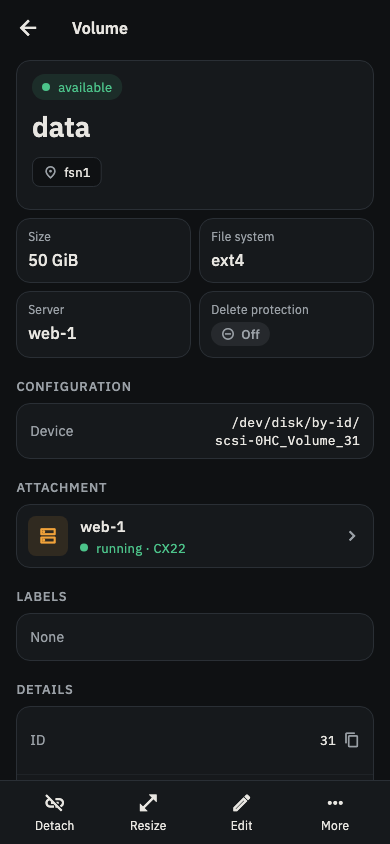 Volume
available
data
fsn1
Size
50 GiB
File system
ext4
Server
web-1
Delete protection
Off
CONFIGURATION
Device
/dev/disk/by-id/
scsi-0HC_Volume_31
ATTACHMENT
web-1
running · CX22
LABELS
None
DETAILS
ID
31
Detach
Resize
Edit
More